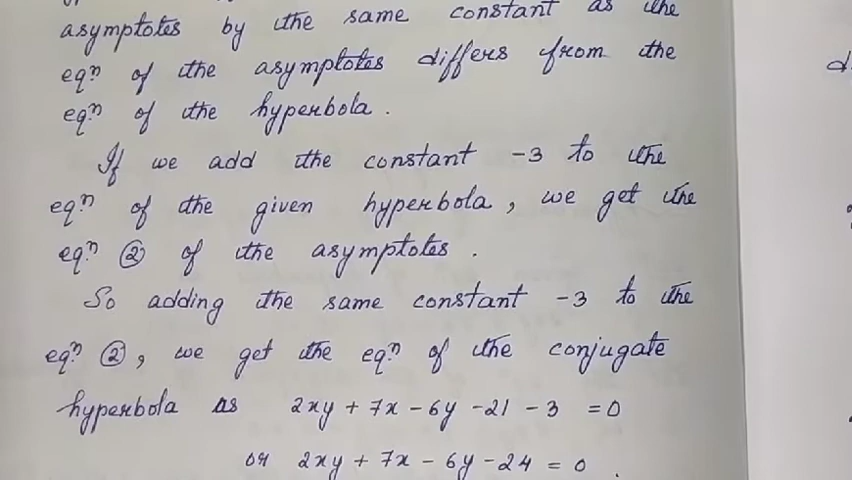 asymptotes by the same constant as the
eqn of the asymptotes differs from the
eqn of the hyperbola.
If we add the constant -3 to the
eqn of the given hyperbola, we get the
eqn ② of the asymptotes.
So adding the same constant -3 to the
eqn ②, we get the eqn of the conjugate
hyperbola as 2xy + 7x - 6y - 21 - 3 = 0
or 2xy + 7x - 6y - 24 = 0.